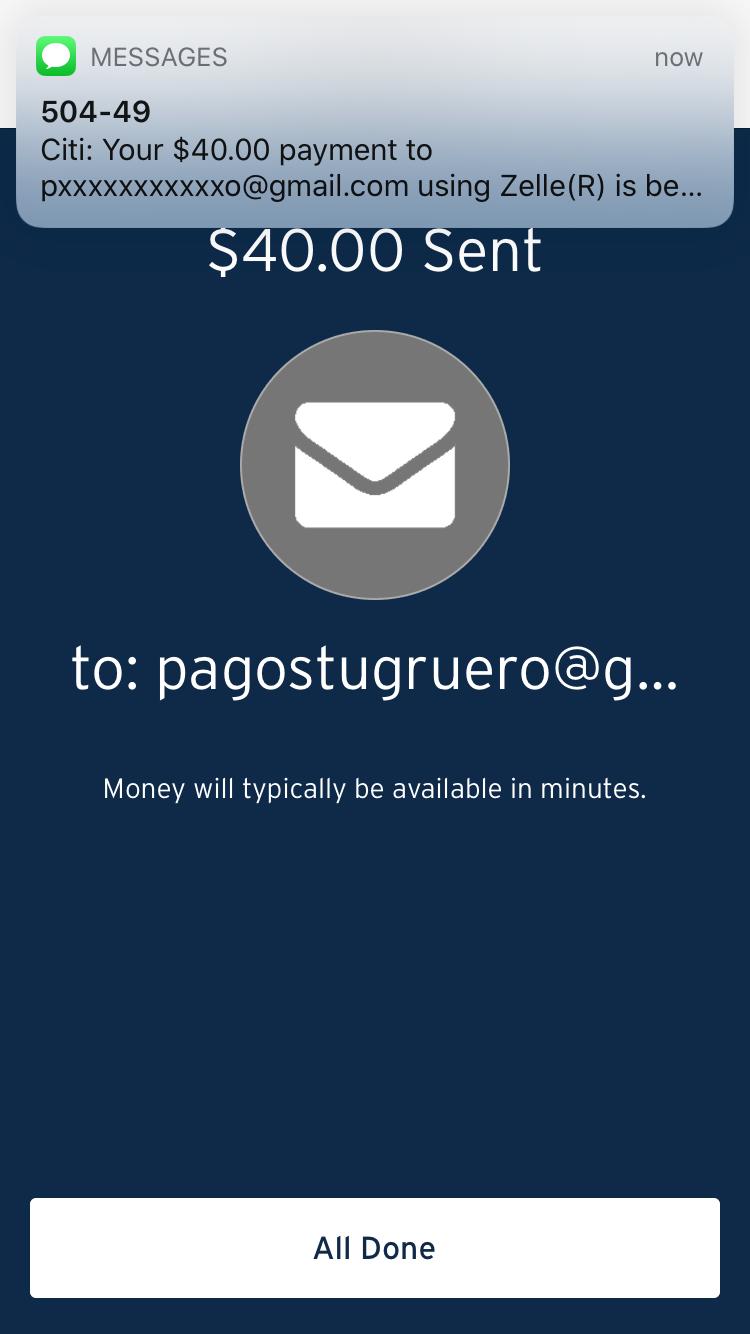 MESSAGES now
504-49
Citi: Your $40.00 payment to
pxxxxxxxxxxxo@gmail.com using Zelle(R) is be...
$40.00 Sent
to: pagostugruero@g...
Money will typically be available in minutes.
All Done